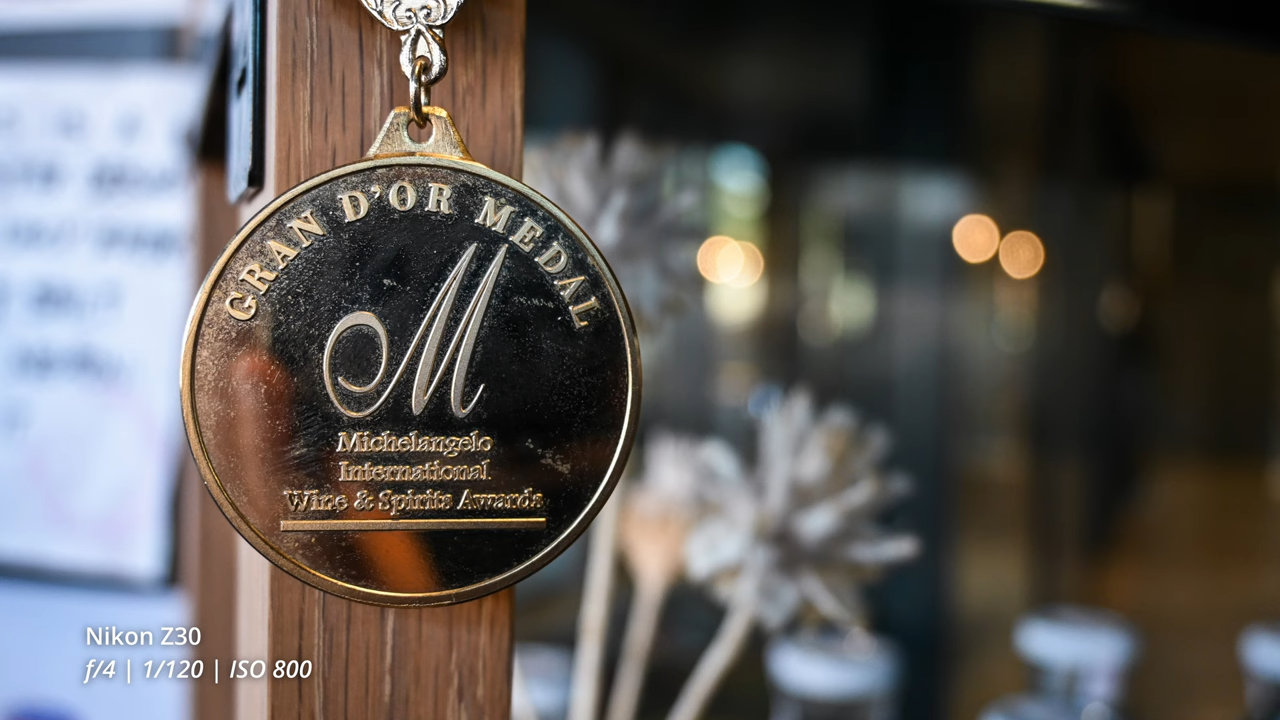 GRAN D'OR MEDAL
M
Michelangelo
International
Wine & Spirits Awards
Nikon Z30
f/4 | 1/120 | ISO 800